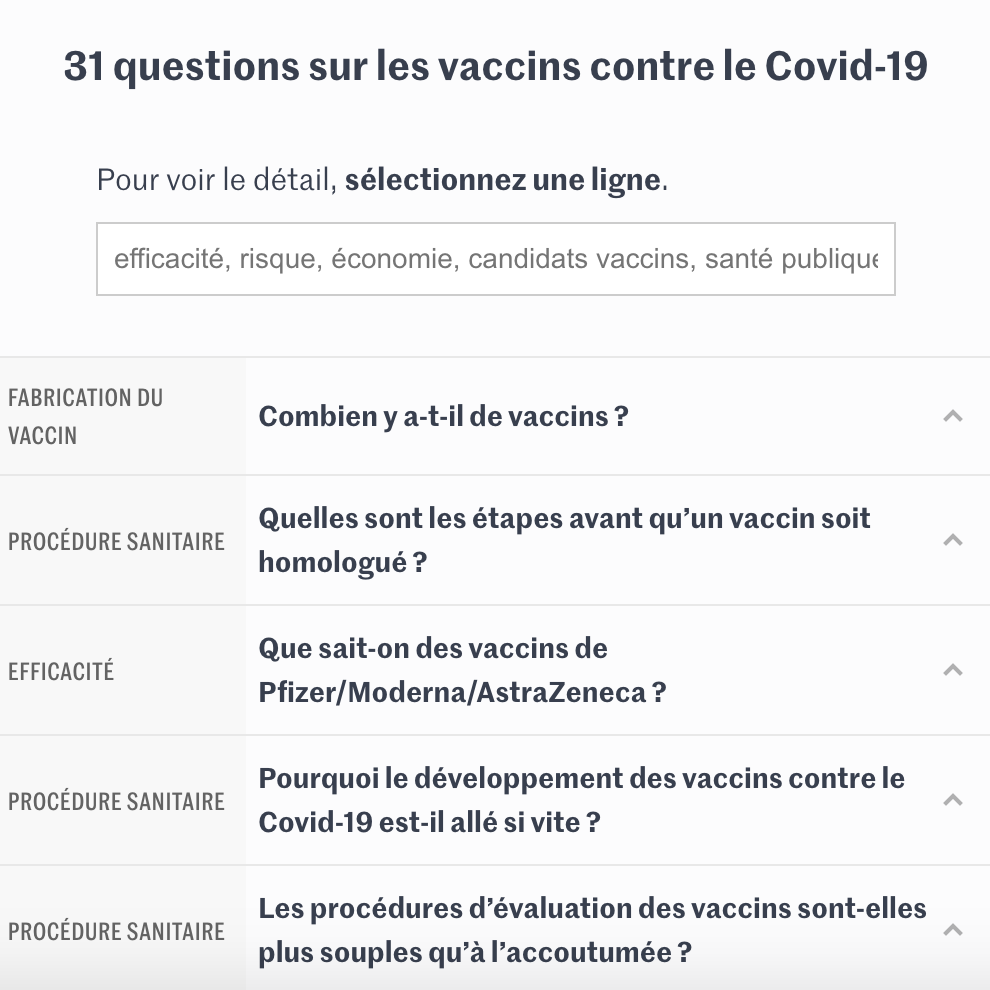 31 questions sur les vaccins contre le Covid-19
Pour voir le détail, sélectionnez une ligne.
efficacité, risque, économie, candidats vaccins, santé publique
FABRICATION DU
VACCIN
Combien y a-t-il de vaccins ?
PROCÉDURE SANITAIRE
Quelles sont les étapes avant qu’un vaccin soit
homologué ?
EFFICACITÉ
Que sait-on des vaccins de
Pfizer/Moderna/AstraZeneca ?
PROCÉDURE SANITAIRE
Pourquoi le développement des vaccins contre le
Covid-19 est-il allé si vite ?
PROCÉDURE SANITAIRE
Les procédures d’évaluation des vaccins sont-elles
plus souples qu’à l’accoutumée ?